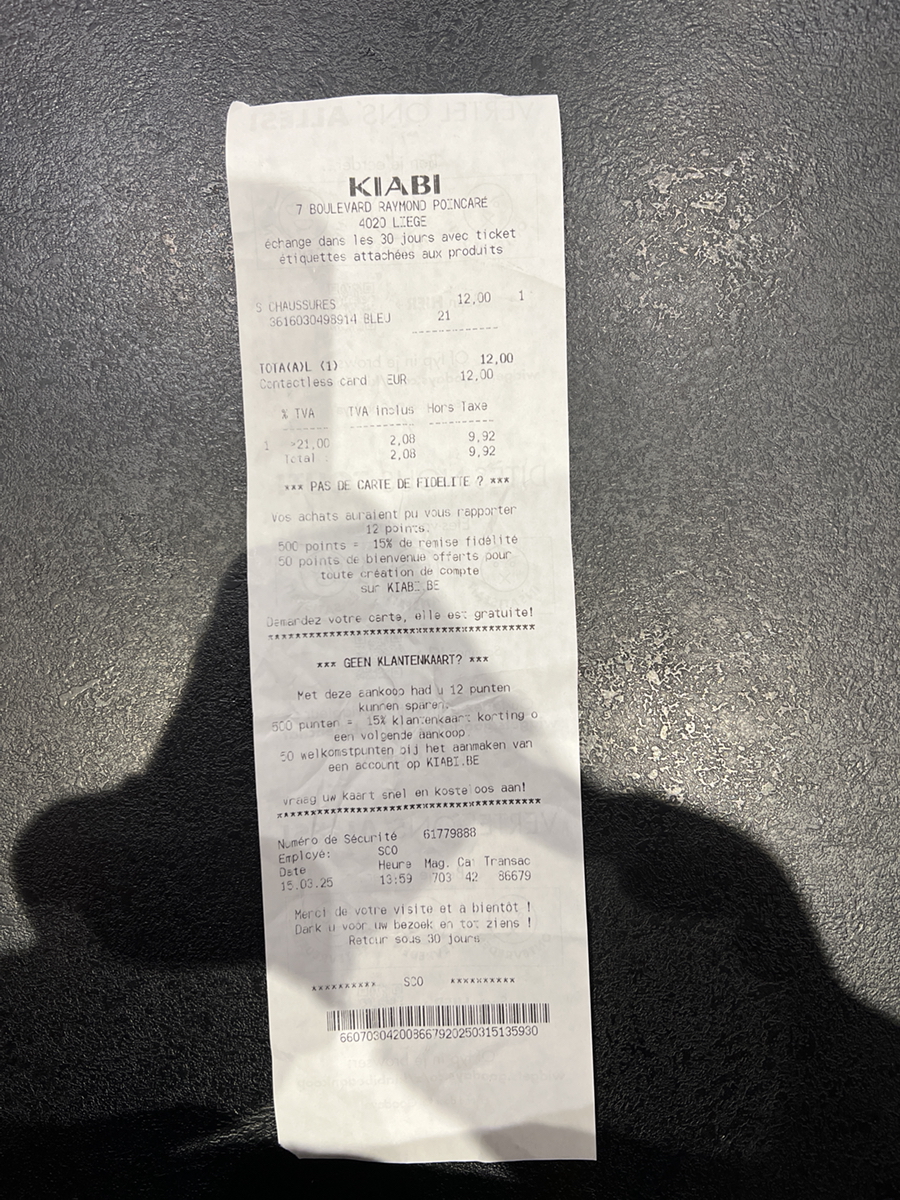 KIABI
7 BOULEVARD RAYMOND POINCARE
4020 LIEGE
échange dans les 30 jours avec ticket
étiquettes attachées aux produits
S CHAUSSURES 12,00 1
3616030498914 BLEU 21
------------
TOTA(A)L (1) 12,00
Contactless card EUR 12,00
% TVA TVA inclus Hors Taxe
------- ---------- ----------
1 >21,00 2,08 9,92
Total : 2,08 9,92
*** PAS DE CARTE DE FIDELITE ? ***
Vos achats auraient pu vous rapporter
12 points.
500 points = 15% de remise fidélité
50 points de bienvenue offerts pour
toute création de compte
sur KIABI.BE
Demandez votre carte, elle est gratuite!
****************************************
*** GEEN KLANTENKAART? ***
Met deze aankoop had u 12 punten
kunnen sparen.
500 punten = 15% klantenkaart korting o
een volgende aankoop
50 welkomstpunten bij het aanmaken van
een account op KIABI.BE
vraag uw kaart snel en kosteloos aan!
****************************************
Numéro de Sécurité 61779888
Employé: SCO
Date Heure Mag. Ca Transac
15.03.25 13:59 703 42 86679
Merci de votre visite et à bientôt !
Dank u voor uw bezoek en tot ziens !
Retour sous 30 jours
********** SCO **********
660703042008667920250315135930